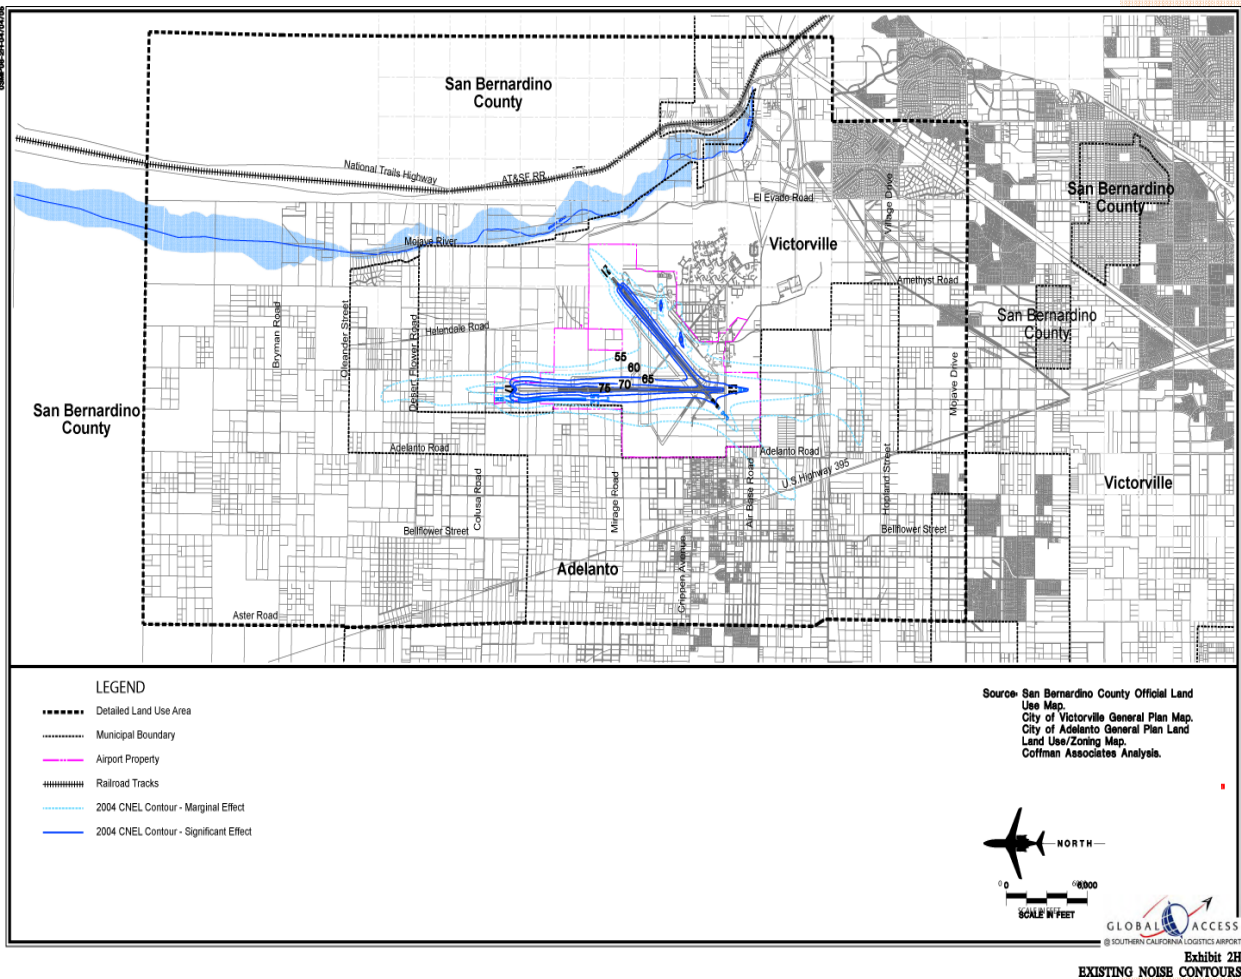 San Bernardino
County
National Trails Highway
AT&SF RR
El Evado Road
Village Drive
San Bernardino
County
Victorville
Mojave River
Amethyst Road
Bryman Road
Oleander Street
Desert Flower Road
Helendale Road
San Bernardino
County
55
60
65
70
75
17
35
Mojave Drive
San Bernardino
County
Adelanto Road
Adelanto Road
U.S.Highway 395
Colusa Road
Mirage Road
Air Base Road
Hopland Street
Victorville
Bellflower Street
Bellflower Street
Adelanto
Crippen Avenue
Aster Road
LEGEND
Detailed Land Use Area
Municipal Boundary
Airport Property
Railroad Tracks
2004 CNEL Contour - Marginal Effect
2004 CNEL Contour - Significant Effect
Source: San Bernardino County Official Land
Use Map.
City of Victorville General Plan Map.
City of Adelanto General Plan Land
Land Use/Zoning Map.
Coffman Associates Analysis.
NORTH
0 6,000
SCALE IN FEET
GLOBAL ACCESS
@ SOUTHERN CALIFORNIA LOGISTICS AIRPORT
Exhibit 2H
EXISTING NOISE CONTOURS